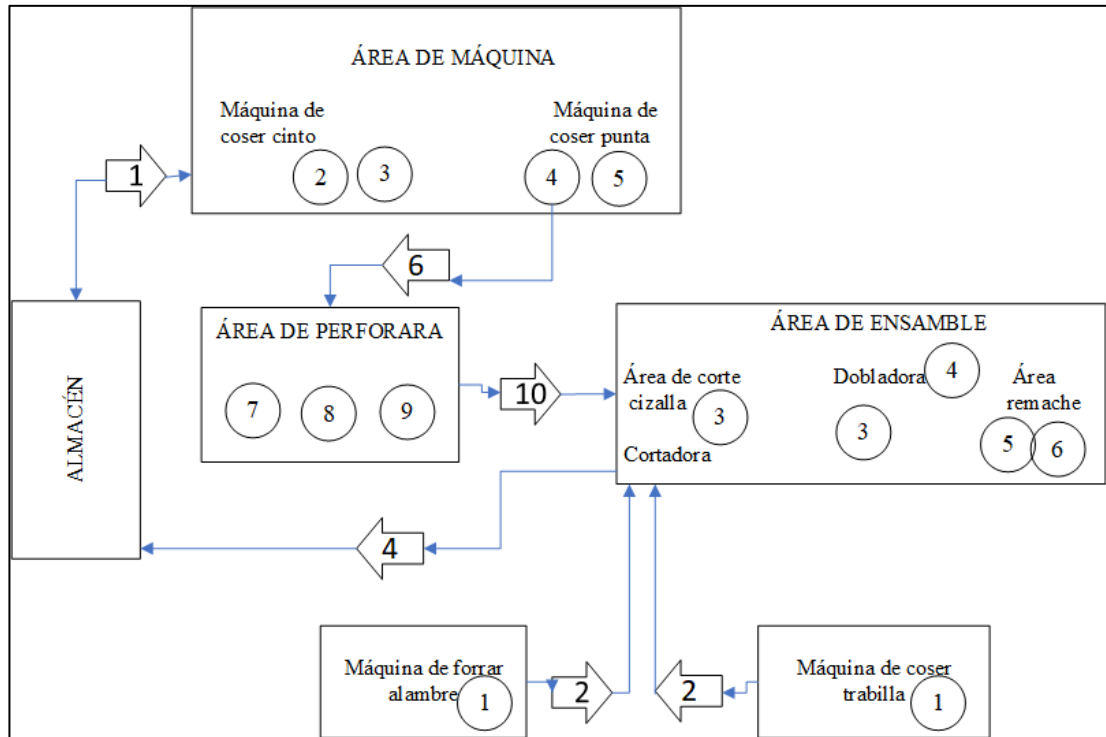 ÁREA DE MÁQUINA
Máquina de
coser cinto
Máquina de
coser punta
2
3
4
5
1
6
ÁREA DE PERFORARA
7
8
9
10
ÁREA DE ENSAMBLE
Área de corte
cizalla
3
Cortadora
Dobladora
4
3
Área
remache
5
6
ALMACÉN
4
Máquina de forrar
alambre
1
2
2
Máquina de coser
trabilla
1